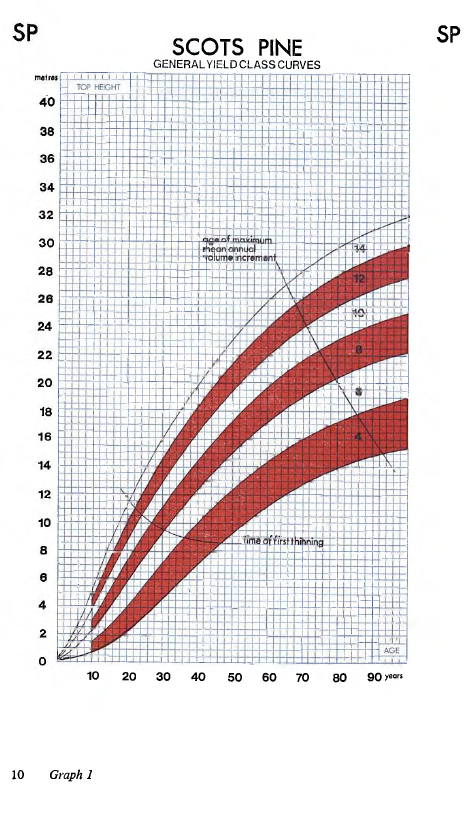 SP
SP
SCOTS PINE
GENERAL YIELD CLASS CURVES
metres
TOP HEIGHT
40
38
36
34
32
30
28
26
24
22
20
18
16
14
12
10
8
6
4
2
0
age of maximum
mean annual
volume increment
14
12
10
8
6
4
Time of first thinning
AGE
10 20 30 40 50 60 70 80 90 years
10 Graph 1